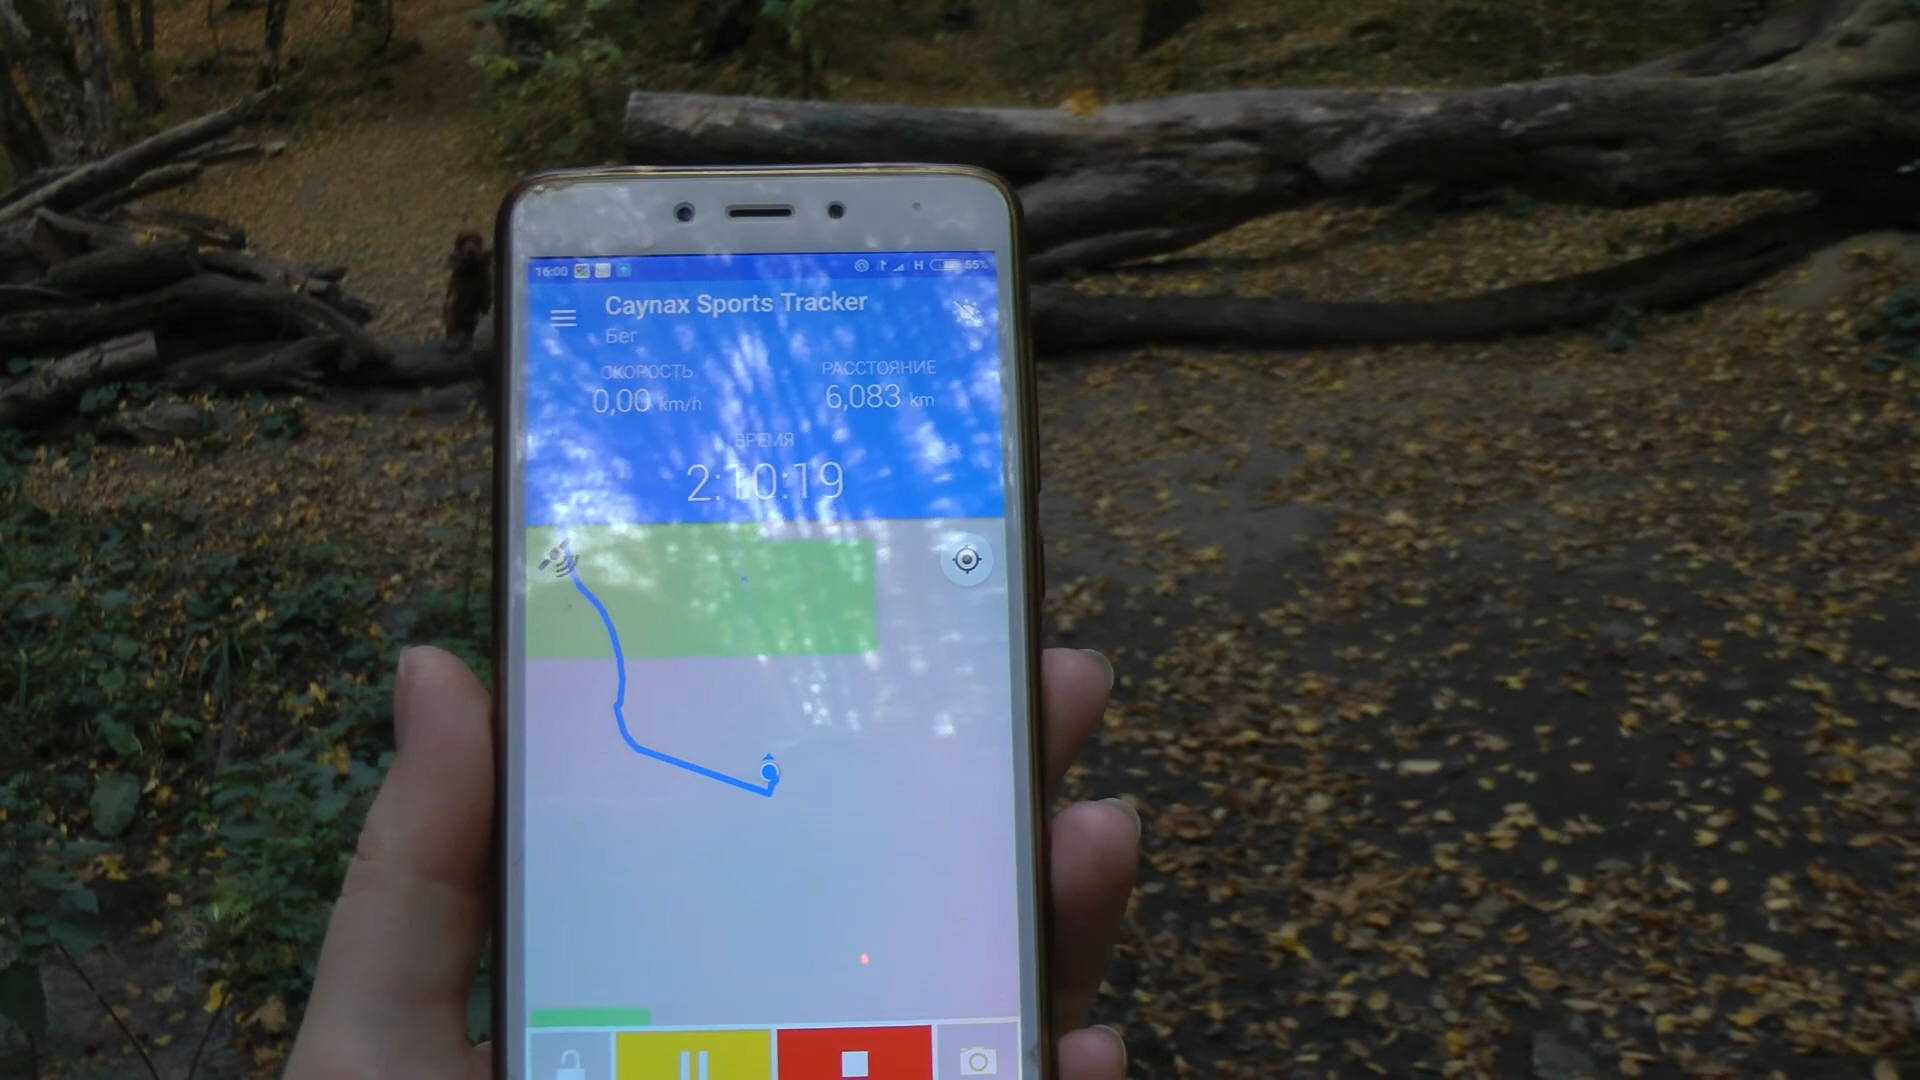 16:00 H 55%
Caynax Sports Tracker
Бег
СКОРОСТЬ РАССТОЯНИЕ
0,00 km/h 6,083 km
ВРЕМЯ
2:10:19